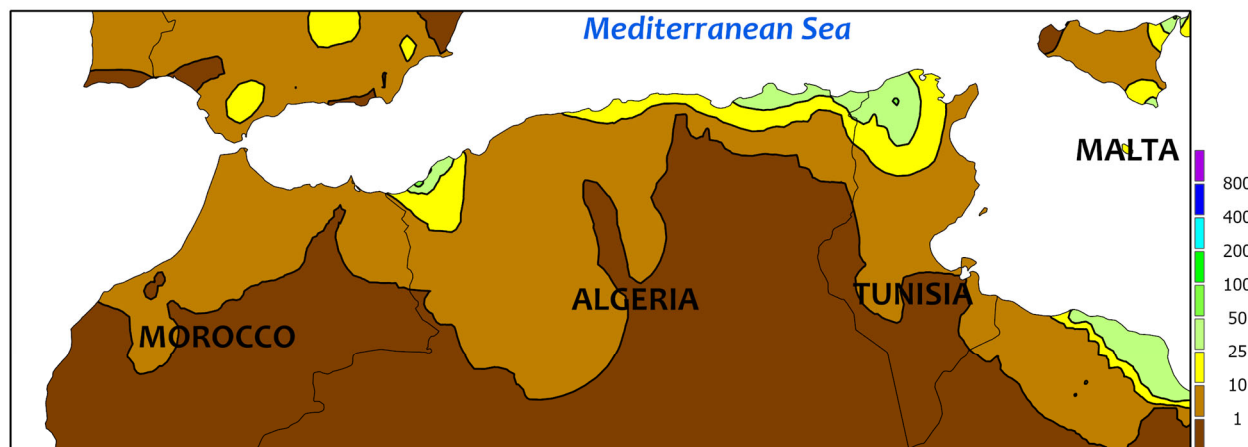 Mediterranean Sea
MALTA
800
400
200
100
50
25
10
1
ALGERIA
TUNISIA
MOROCCO